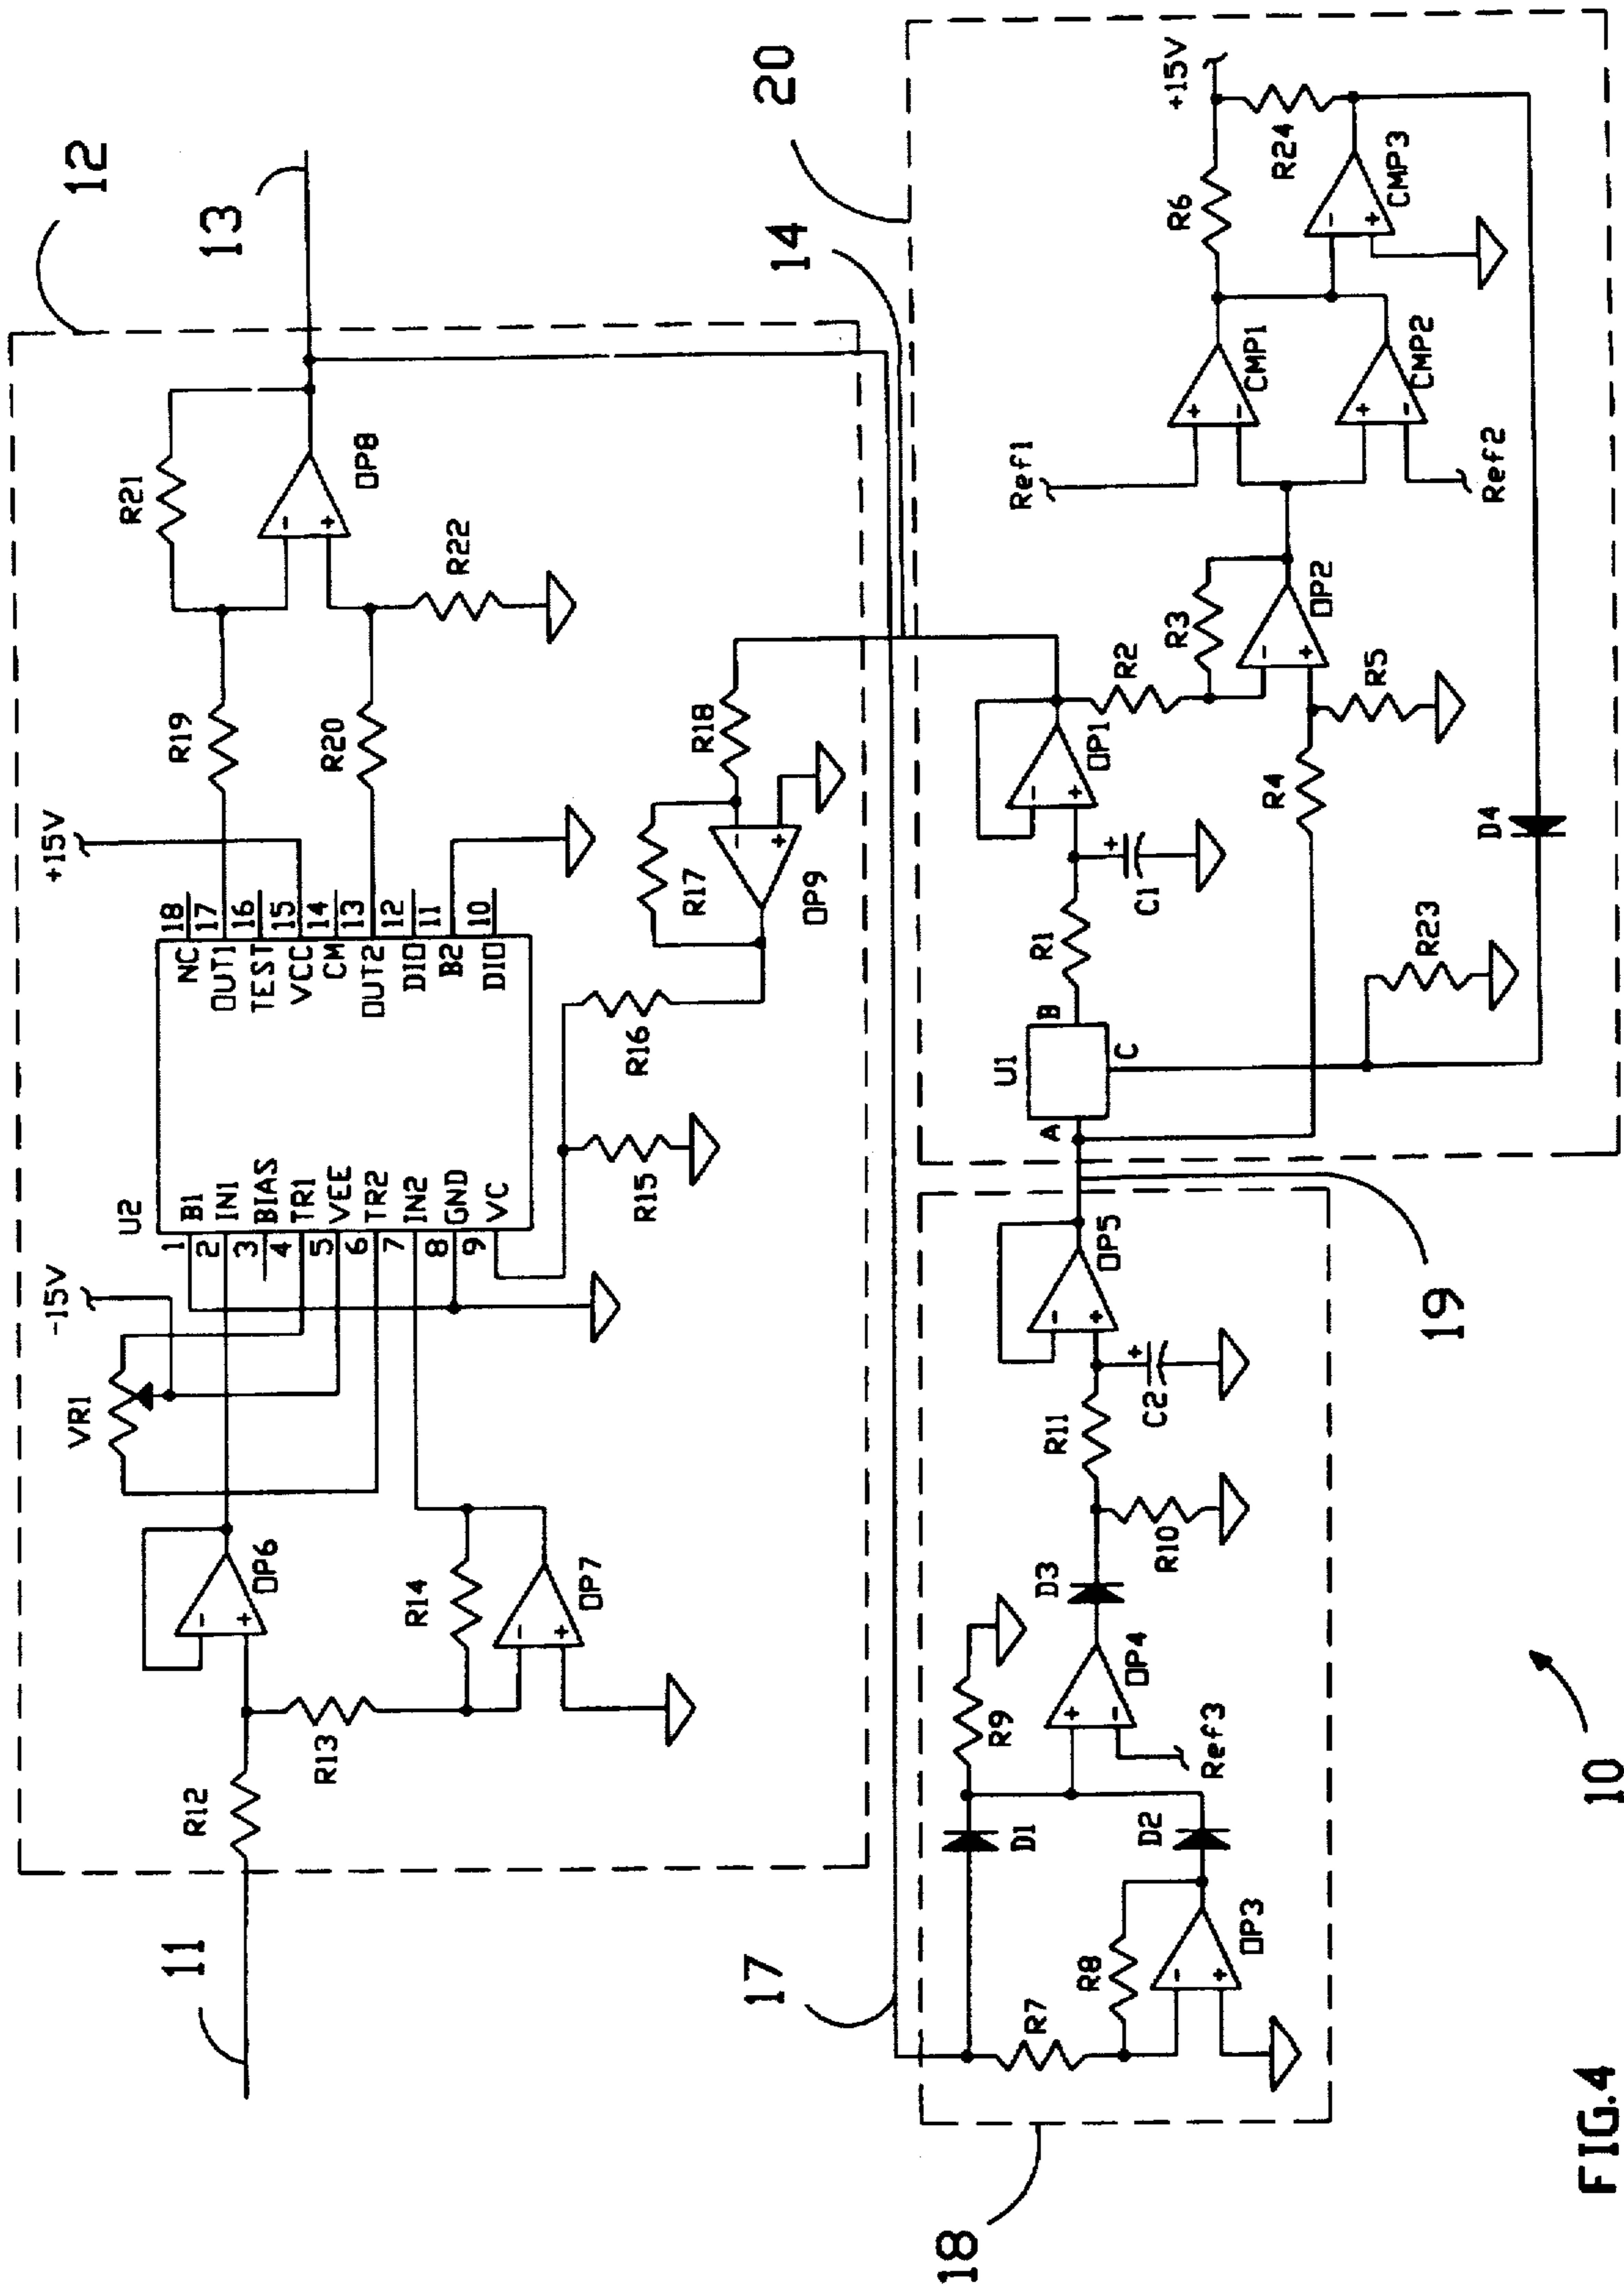 12
13
R21
OP8
R22
R19
R20
+15V
R18
R17
OP9
R16
R15
18
17
16
15
14
13
12
11
10
NC
OUT1
TEST
VCC
CM
OUT2
DIO
B2
DIO
U2
B1
IN1
BIAS
TR1
VEE
TR2
IN2
GND
VC
1
2
3
4
5
6
7
8
9
-15V
VR1
-
+
OP6
R14
-
+
OP7
R13
R12
11
-
+
-
+
14
20
+15V
R6
R24
-
+
CMP3
+
-
CMP1
+
-
CMP2
Ref1
Ref2
R3
-
+
OP2
R2
R5
-
+
OP1
R4
+
C1
R1
D4
R23
U1
A
B
C
19
-
+
OP5
+
C2
R11
R10
D3
+
-
OP4
R9
Ref3
D1
D2
R8
-
+
OP3
R7
17
18
10
FIG.4